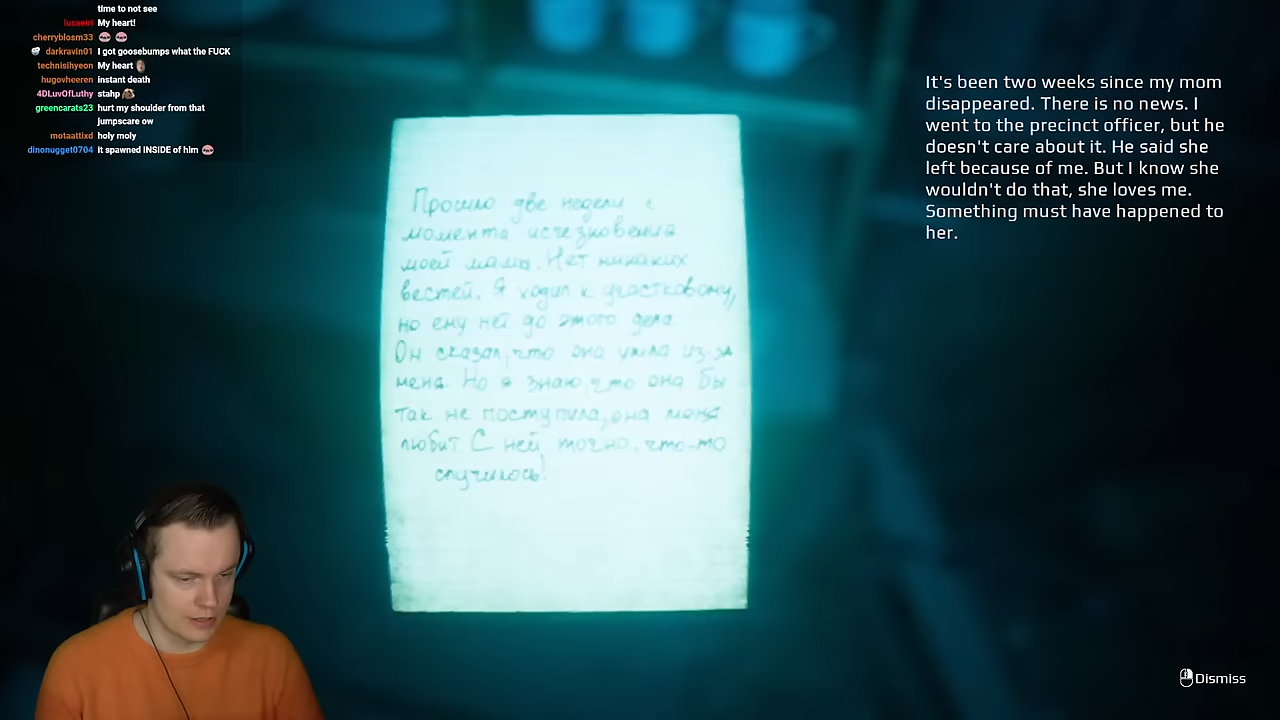 time to not see
lucaeiri My heart!
cherryblosm33
darkravin01 I got goosebumps what the FUCK
technisihyeon My heart
hugovheeren instant death
4DLuvOfLuthy stahp
greencarats23 hurt my shoulder from that
jumpscare ow
motaattixd holy moly
dinonugget0704 it spawned INSIDE of him
Прошло две недели с
момента исчезновения
моей мамы. Нет никаких
вестей. Я ходил к участковому,
но ему нет до этого дела
Он сказал, что она ушла из-за
меня. Но я знаю, что она бы
так не поступила, она меня
любит. С ней точно, что-то
случилось!
It's been two weeks since my mom
disappeared. There is no news. I
went to the precinct officer, but he
doesn't care about it. He said she
left because of me. But I know she
wouldn't do that, she loves me.
Something must have happened to
her.
Dismiss